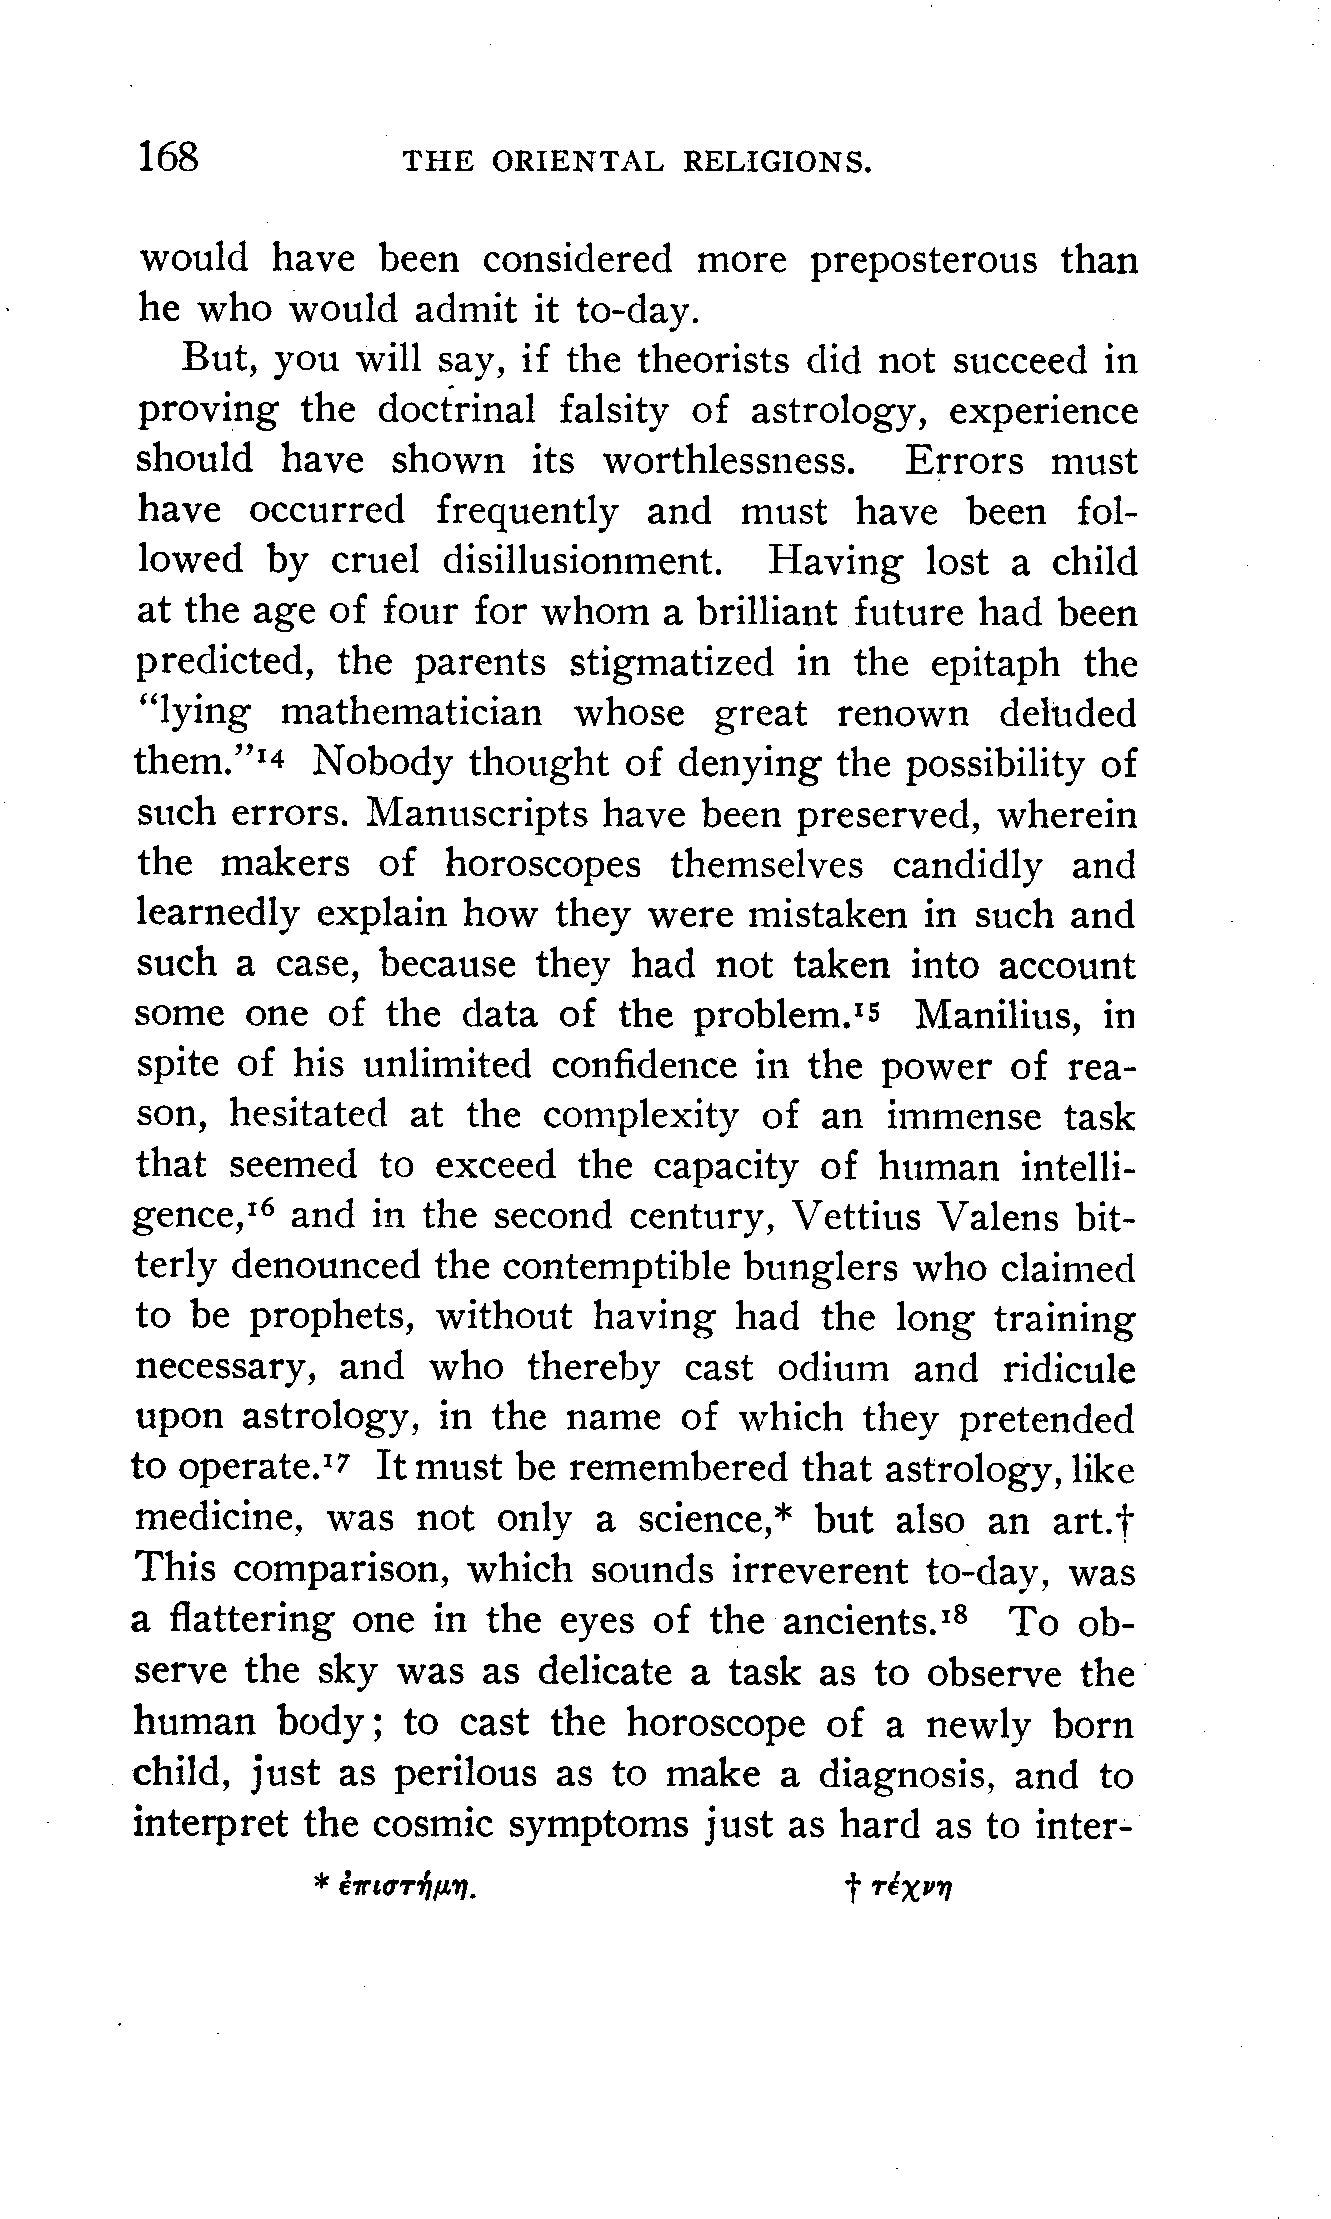 168 THE ORIENTAL RELIGIONS.
would have been considered more preposterous than
he who would admit it to-day.
But, you will say, if the theorists did not succeed in
proving the doctrinal falsity of astrology, experience
should have shown its worthlessness. Errors must
have occurred frequently and must have been fol-
lowed by cruel disillusionment. Having lost a child
at the age of four for whom a brilliant future had been
predicted, the parents stigmatized in the epitaph the
“lying mathematician whose great renown deluded
them.”¹⁴ Nobody thought of denying the possibility of
such errors. Manuscripts have been preserved, wherein
the makers of horoscopes themselves candidly and
learnedly explain how they were mistaken in such and
such a case, because they had not taken into account
some one of the data of the problem.¹⁵ Manilius, in
spite of his unlimited confidence in the power of rea-
son, hesitated at the complexity of an immense task
that seemed to exceed the capacity of human intelli-
gence,¹⁶ and in the second century, Vettius Valens bit-
terly denounced the contemptible bunglers who claimed
to be prophets, without having had the long training
necessary, and who thereby cast odium and ridicule
upon astrology, in the name of which they pretended
to operate.¹⁷ It must be remembered that astrology, like
medicine, was not only a science,* but also an art.†
This comparison, which sounds irreverent to-day, was
a flattering one in the eyes of the ancients.¹⁸ To ob-
serve the sky was as delicate a task as to observe the
human body; to cast the horoscope of a newly born
child, just as perilous as to make a diagnosis, and to
interpret the cosmic symptoms just as hard as to inter-
* ἐπιστήμη. † τέχνη